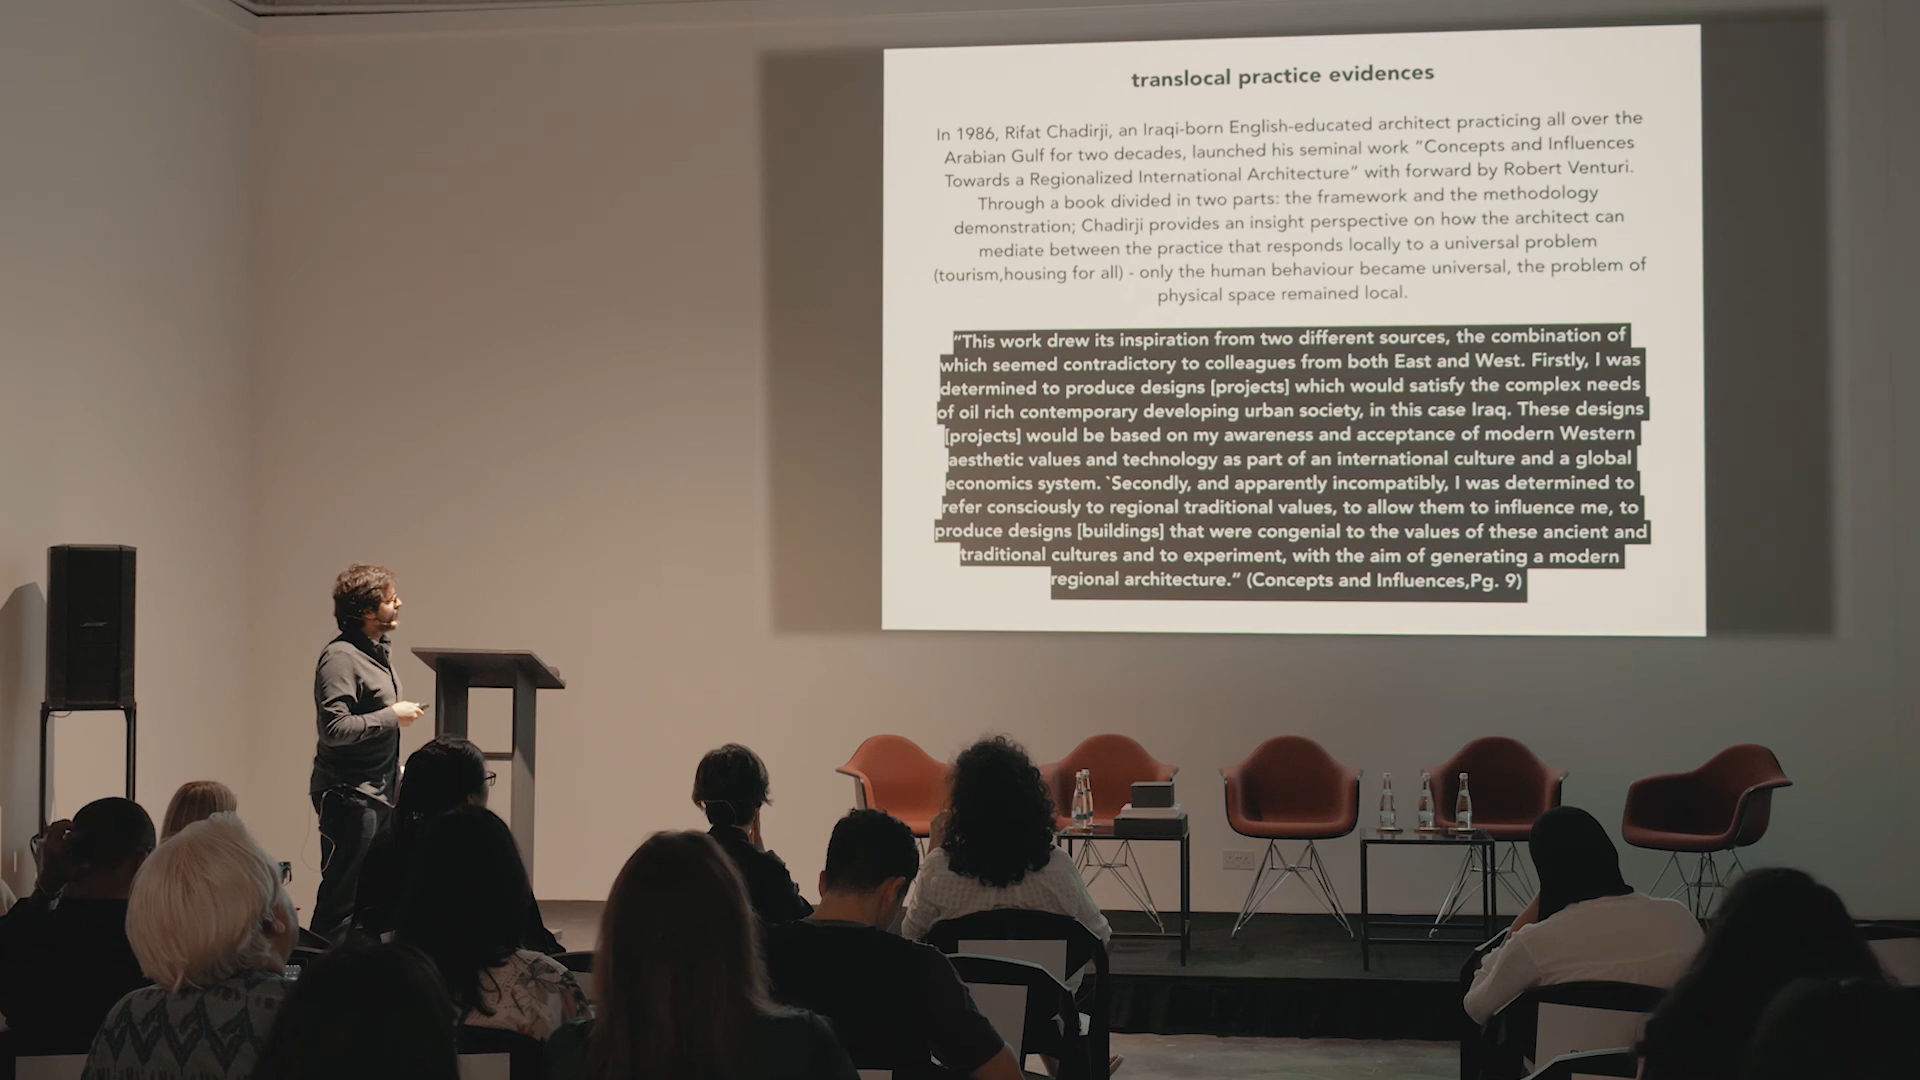 translocal practice evidences
In 1986, Rifat Chadirji, an Iraqi-born English-educated architect practicing all over the
Arabian Gulf for two decades, launched his seminal work “Concepts and Influences
Towards a Regionalized International Architecture” with forward by Robert Venturi.
Through a book divided in two parts: the framework and the methodology
demonstration; Chadirji provides an insight perspective on how the architect can
mediate between the practice that responds locally to a universal problem
(tourism,housing for all) - only the human behaviour became universal, the problem of
physical space remained local.
“This work drew its inspiration from two different sources, the combination of
which seemed contradictory to colleagues from both East and West. Firstly, I was
determined to produce designs [projects] which would satisfy the complex needs
of oil rich contemporary developing urban society, in this case Iraq. These designs
[projects] would be based on my awareness and acceptance of modern Western
aesthetic values and technology as part of an international culture and a global
economics system. `Secondly, and apparently incompatibly, I was determined to
refer consciously to regional traditional values, to allow them to influence me, to
produce designs [buildings] that were congenial to the values of these ancient and
traditional cultures and to experiment, with the aim of generating a modern
regional architecture.” (Concepts and Influences,Pg. 9)